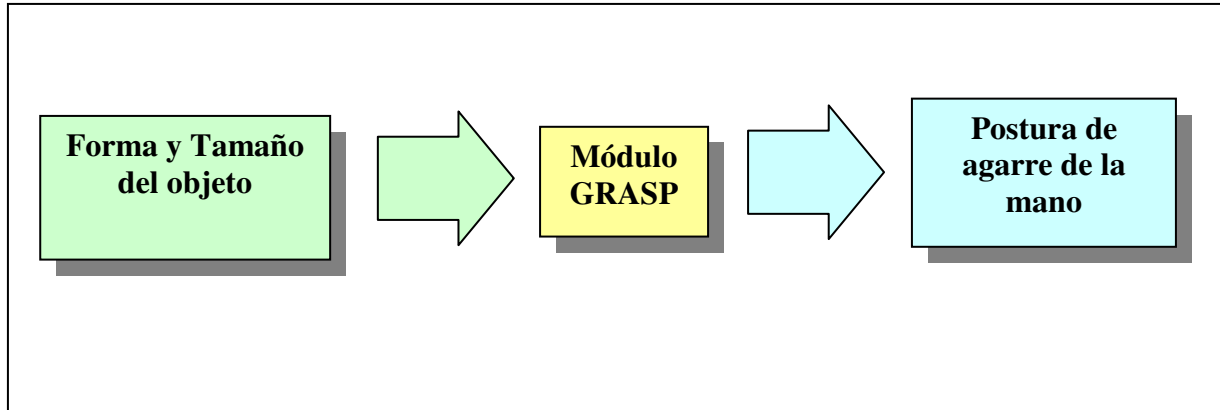 Forma y Tamaño
del objeto
Módulo
GRASP
Postura de
agarre de la
mano